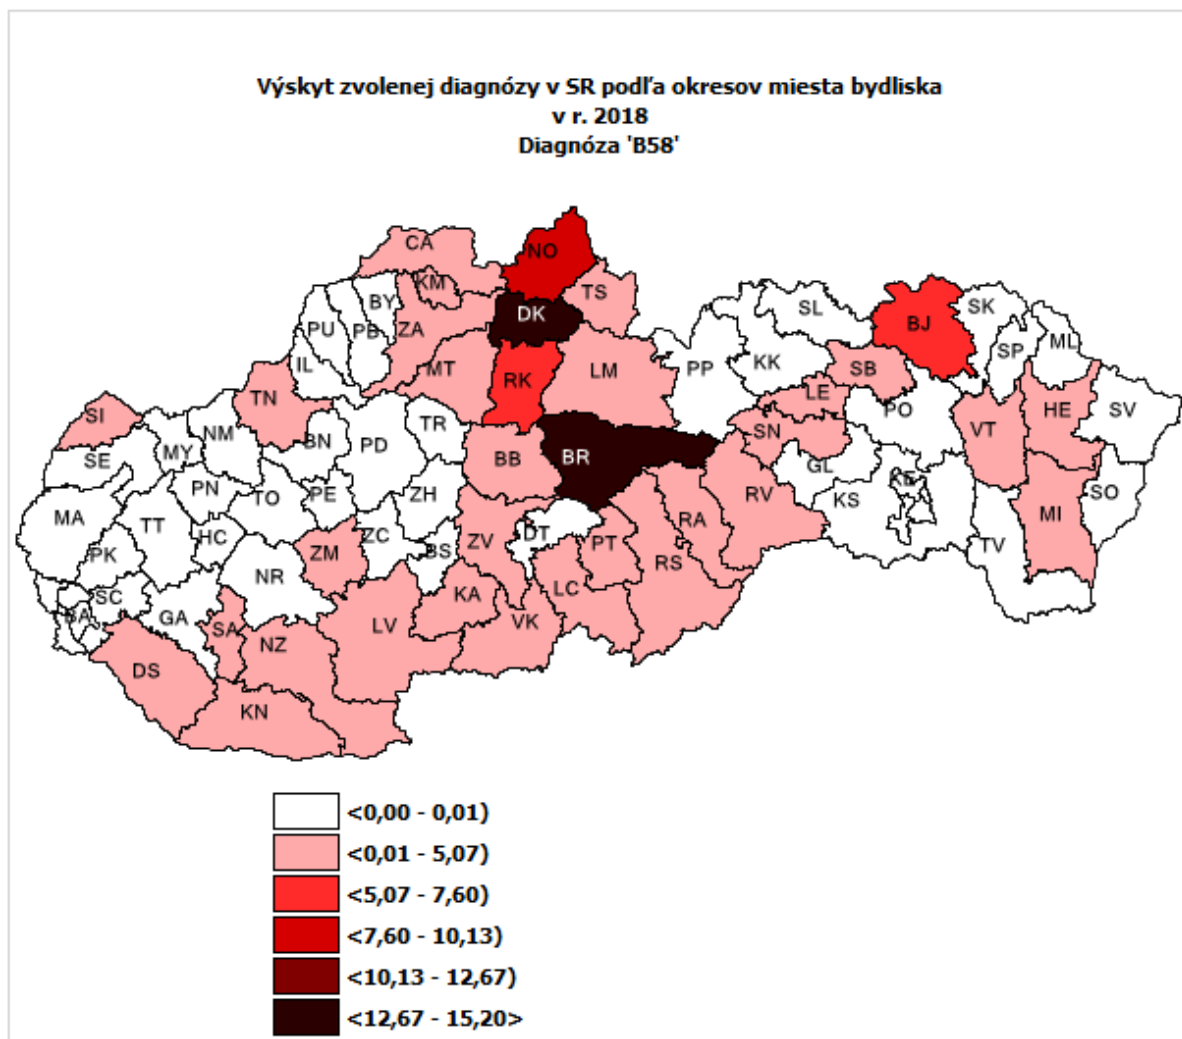 Výskyt zvolenej diagnózy v SR podľa okresov miesta bydliska
v r. 2018
Diagnóza 'B58'
CA
NO
KM
TS
BY
DK
SL
SK
PU
PB
ZA
BJ
ML
SP
IL
MT
RK
LM
PP
KK
SB
TN
LE
HE
SV
SI
TR
PO
NM
BN
PD
SN
VT
MY
SE
BB
BR
GL
PN
TO
PE
ZH
RV
KS
KE
SO
MA
TT
RA
MI
HC
ZC
DT
PK
ZM
BS
ZV
PT
TV
NR
RS
SC
KA
LC
BA
GA
SA
LV
VK
NZ
DS
KN
<0,00 - 0,01)
<0,01 - 5,07)
<5,07 - 7,60)
<7,60 - 10,13)
<10,13 - 12,67)
<12,67 - 15,20>